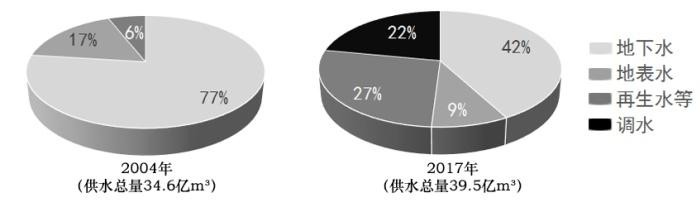 6%
17%
77%
2004年
(供水总量34.6亿m³)
22%
42%
27%
9%
2017年
(供水总量39.5亿m³)
地下水
地表水
再生水等
调水